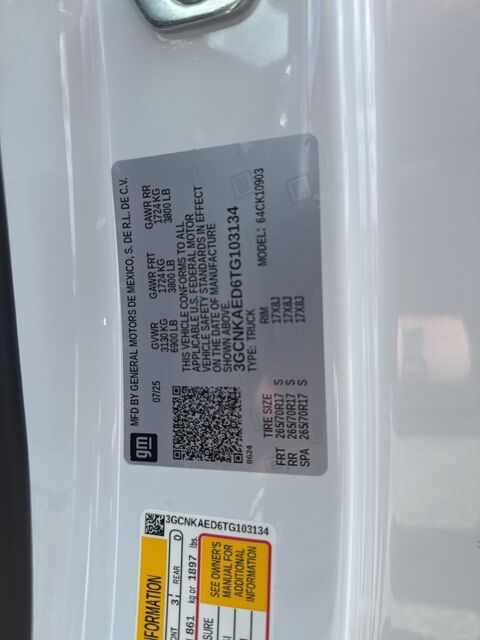 MFD BY GENERAL MOTORS DE MEXICO, S. DE R.L. DE C.V.
gm
07/25
GVWR GAWR FRT GAWR RR
3130 KG 1724 KG 1724 KG
6900 LB 3800 LB 3800 LB
THIS VEHICLE CONFORMS TO ALL
APPLICABLE U.S. FEDERAL MOTOR
VEHICLE SAFETY STANDARDS IN EFFECT
ON THE DATE OF MANUFACTURE
SHOWN ABOVE.
3GCNKAED6TG103134
8624
TYPE: TRUCK MODEL: 64CK10903
TIRE SIZE RIM
FRT 265/70R17 S 17X8J
RR 265/70R17 S 17X8J
SPA 265/70R17 S 17X8J
3GCNKAED6TG103134
REAR
861 kg or 1897 lbs.
SEE OWNER'S
MANUAL FOR
ADDITIONAL
INFORMATION